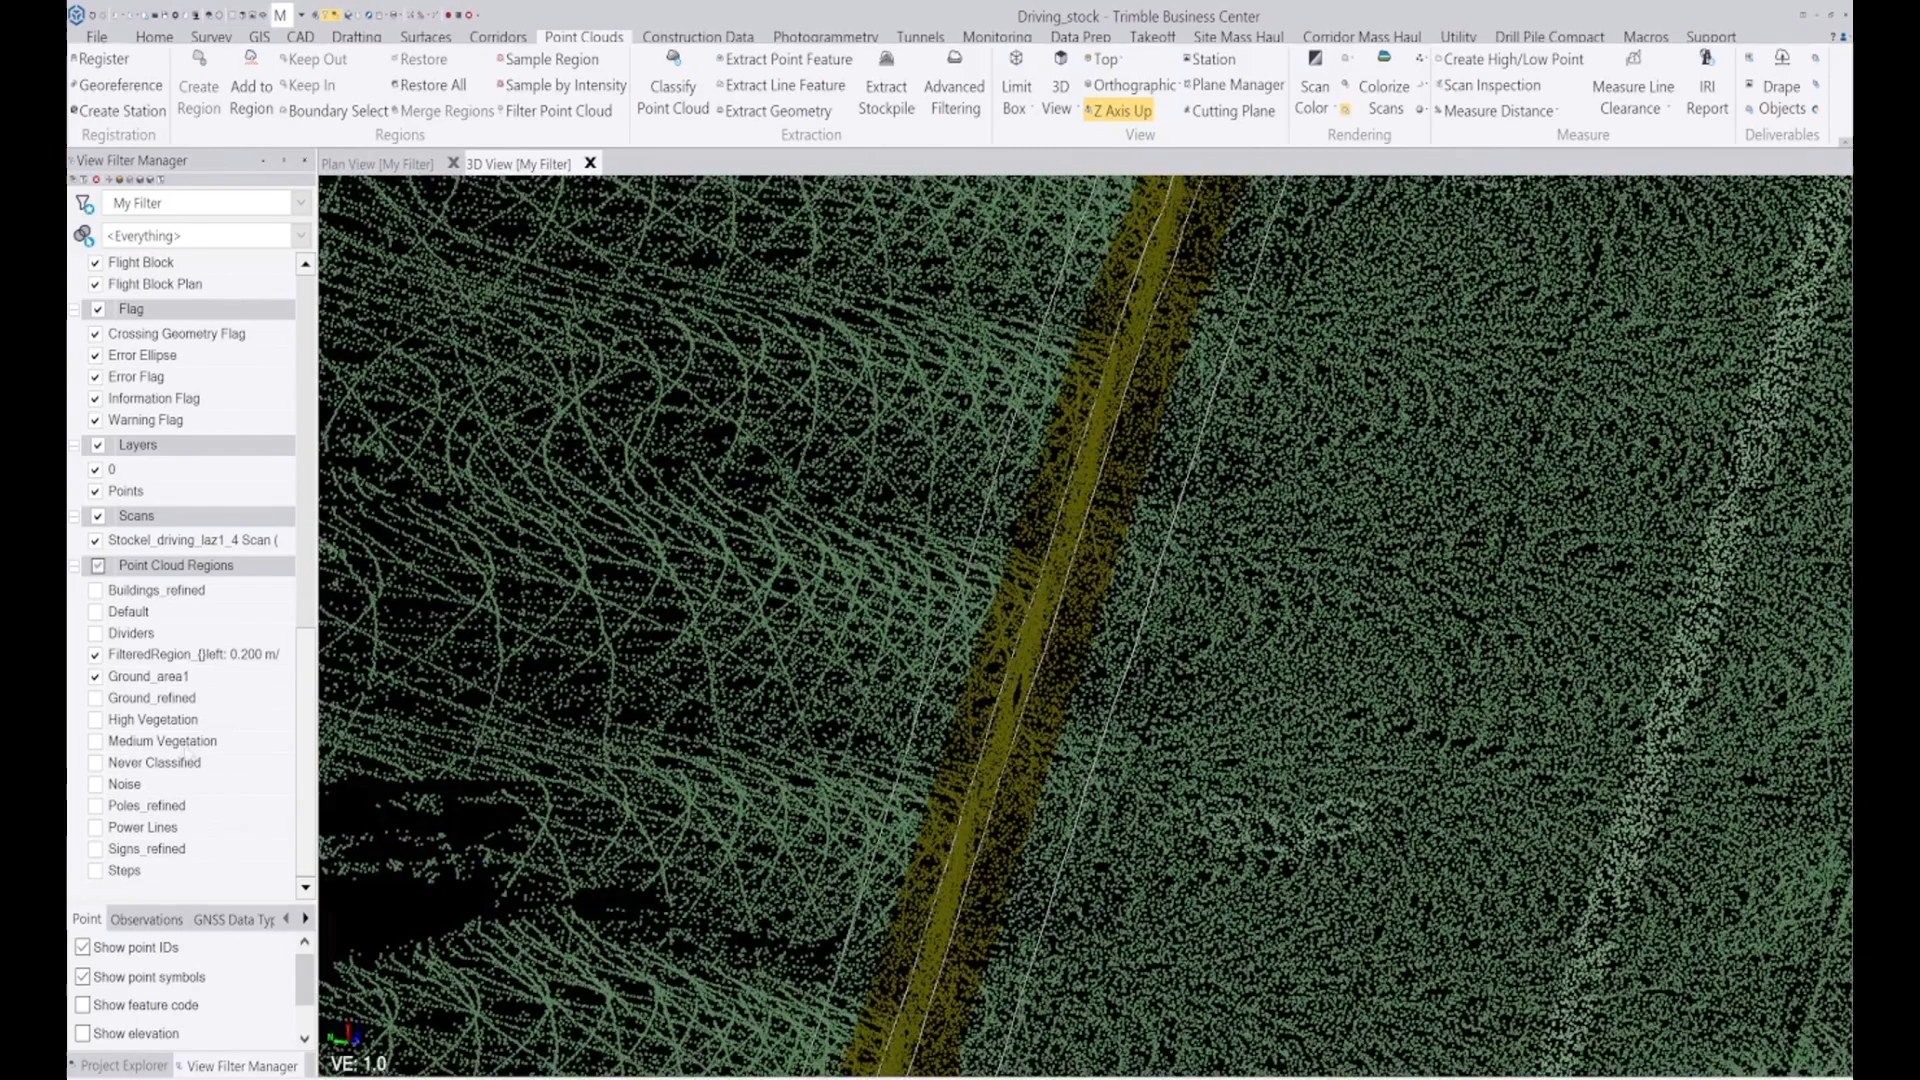 M
Driving_stock - Trimble Business Center
File Home Survey GIS CAD Drafting Surfaces Corridors Point Clouds Construction Data Photogrammetry Tunnels Monitoring Data Prep Takeoff Site Mass Haul Corridor Mass Haul Utility Drill Pile Compact Macros Support
Register
Georeference
Create Station
Registration
Create Region
Add to Region
Keep Out
Keep In
Boundary Select
Restore
Restore All
Merge Regions
Sample Region
Sample by Intensity
Filter Point Cloud
Regions
Classify Point Cloud
Extract Point Feature
Extract Line Feature
Extract Geometry
Extract Stockpile
Advanced Filtering
Extraction
Limit Box
3D View
Top
Orthographic
Z Axis Up
Station
Plane Manager
Cutting Plane
View
Scan Color
Colorize Scans
Rendering
Create High/Low Point
Scan Inspection
Measure Distance
Measure Line Clearance
IRI Report
Measure
Drape Objects
Deliverables
View Filter Manager
Plan View [My Filter] X
3D View [My Filter] X
My Filter
<Everything>
Flight Block
Flight Block Plan
Flag
Crossing Geometry Flag
Error Ellipse
Error Flag
Information Flag
Warning Flag
Layers
0
Points
Scans
Stockel_driving_laz1_4 Scan (
Point Cloud Regions
Buildings_refined
Default
Dividers
FilteredRegion_{}left: 0.200 m/
Ground_area1
Ground_refined
High Vegetation
Medium Vegetation
Never Classified
Noise
Poles_refined
Power Lines
Signs_refined
Steps
Point Observations GNSS Data Typ
Show point IDs
Show point symbols
Show feature code
Show elevation
Project Explorer View Filter Manager
VE: 1.0